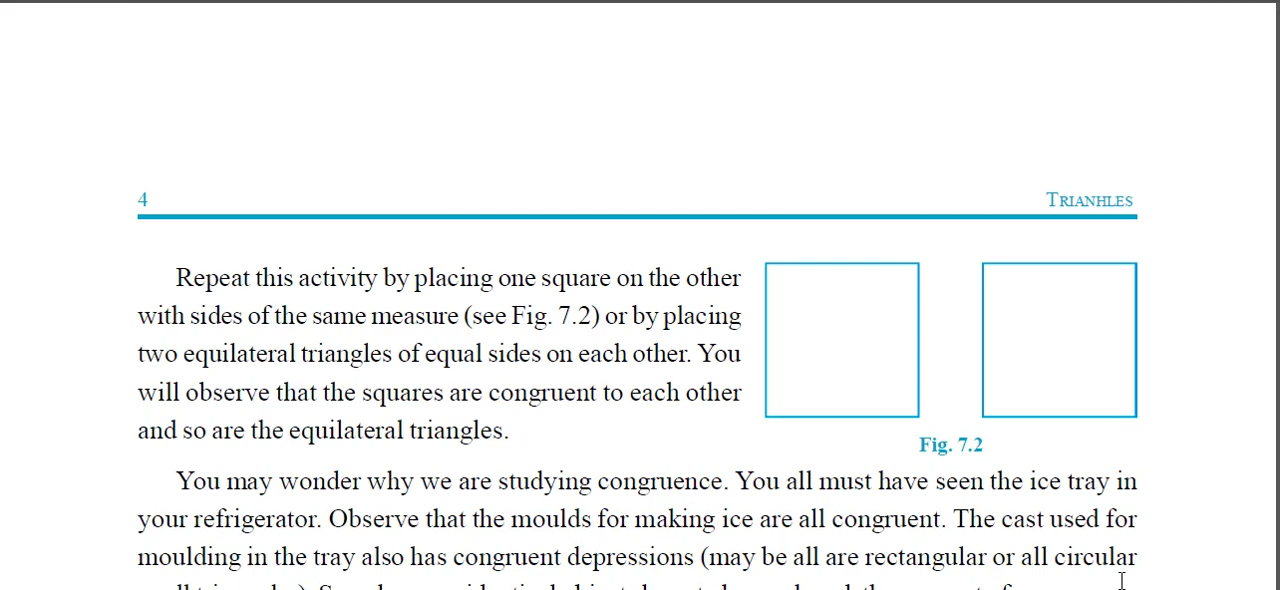 4 TRIANHLES
Repeat this activity by placing one square on the other
with sides of the same measure (see Fig. 7.2) or by placing
two equilateral triangles of equal sides on each other. You
will observe that the squares are congruent to each other
and so are the equilateral triangles.
Fig. 7.2
You may wonder why we are studying congruence. You all must have seen the ice tray in
your refrigerator. Observe that the moulds for making ice are all congruent. The cast used for
moulding in the tray also has congruent depressions (may be all are rectangular or all circular